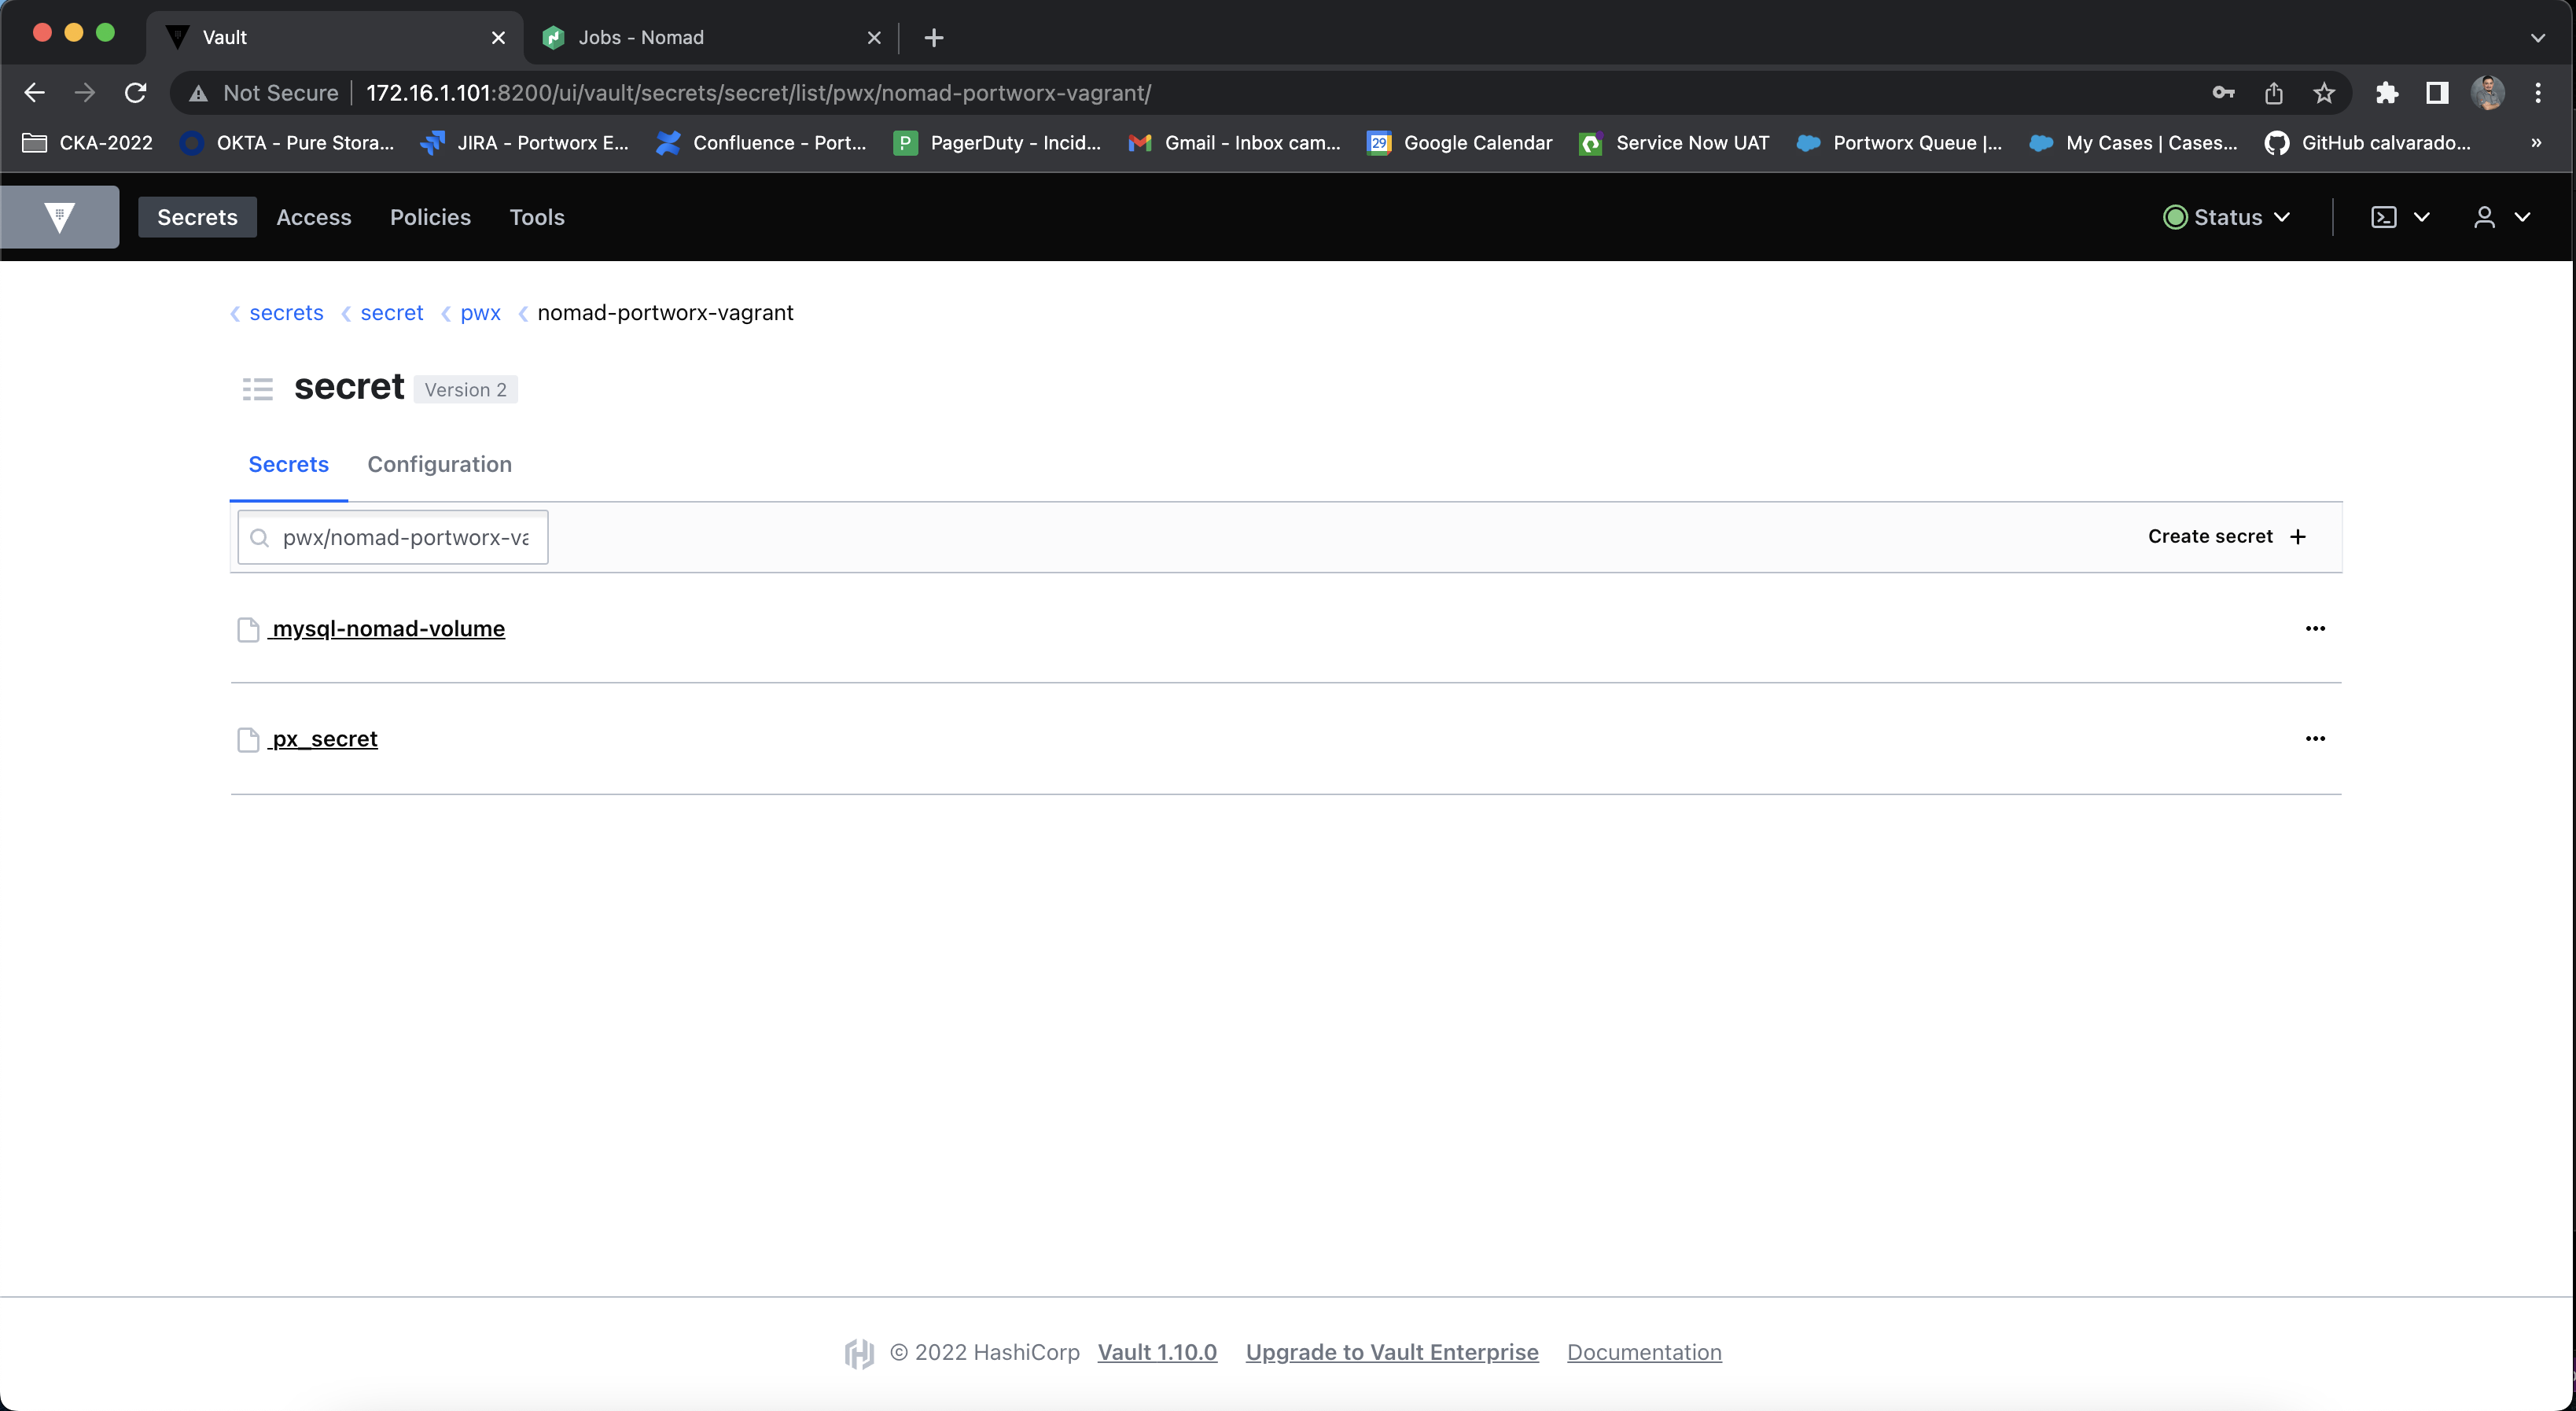 Vault
Jobs - Nomad
Not Secure 172.16.1.101:8200/ui/vault/secrets/secret/list/pwx/nomad-portworx-vagrant/
CKA-2022 OKTA - Pure Stora... JIRA - Portworx E... Confluence - Port... P PagerDuty - Incid... Gmail - Inbox cam... 29 Google Calendar Service Now UAT Portworx Queue |... My Cases | Cases... GitHub calvarado... »
Secrets Access Policies Tools Status
secrets secret pwx nomad-portworx-vagrant
secret Version 2
Secrets Configuration
pwx/nomad-portworx-va Create secret +
mysql-nomad-volume
px_secret
© 2022 HashiCorp Vault 1.10.0 Upgrade to Vault Enterprise Documentation